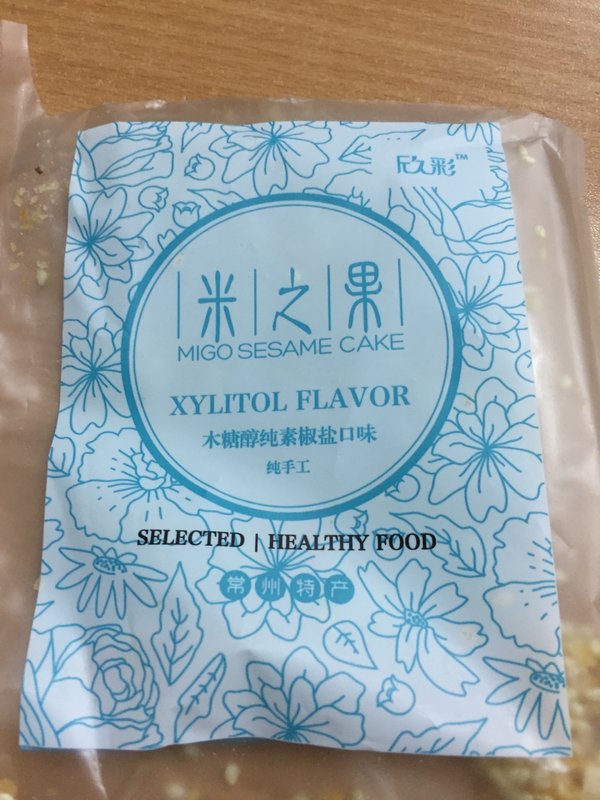 欣彩™
米之果
MIGO SESAME CAKE
XYLITOL FLAVOR
木糖醇纯素椒盐口味
纯手工
SELECTED | HEALTHY FOOD
常州特产